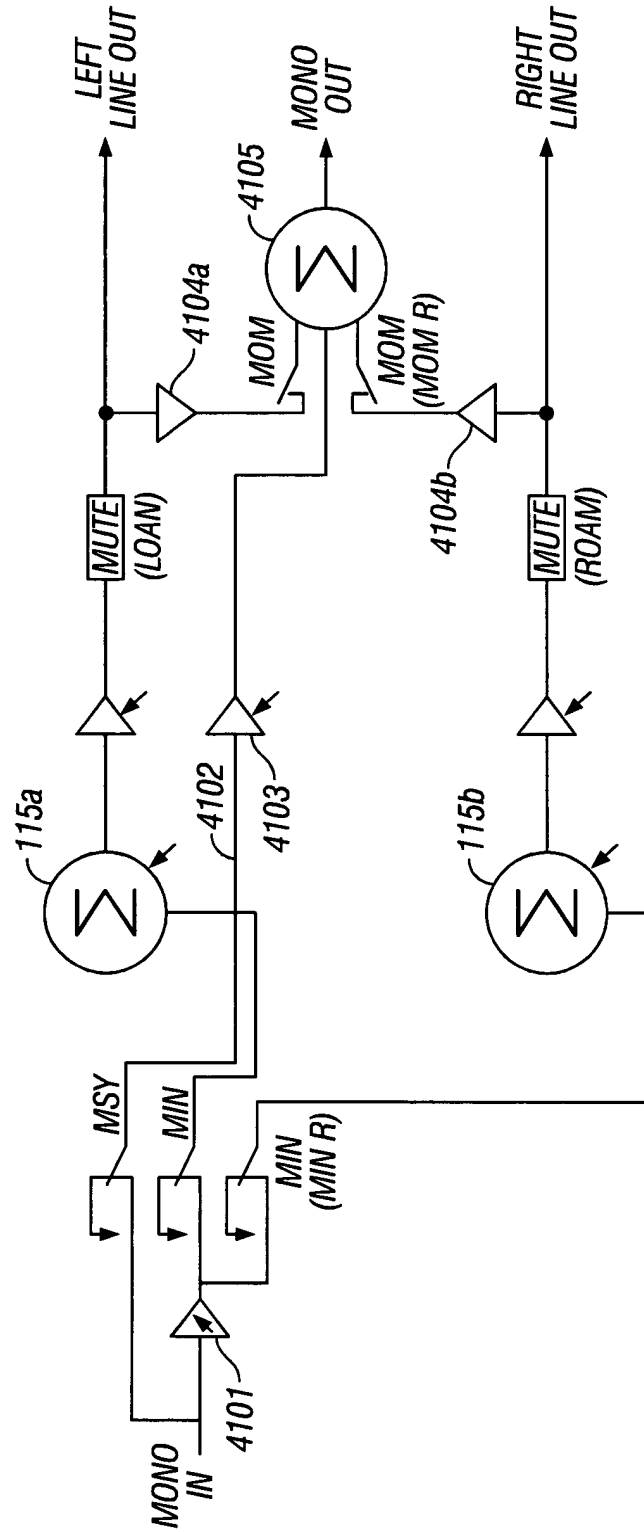 LEFT
LINE OUT
MONO
OUT
RIGHT
LINE OUT
4105
4104a
MOM
MOM
(MOM R)
4104b
MUTE
(LOAN)
MUTE
(ROAM)
115a
4102
4103
115b
MSY
MIN
MIN
(MIN R)
4101
MONO
IN
Σ
Σ
Σ